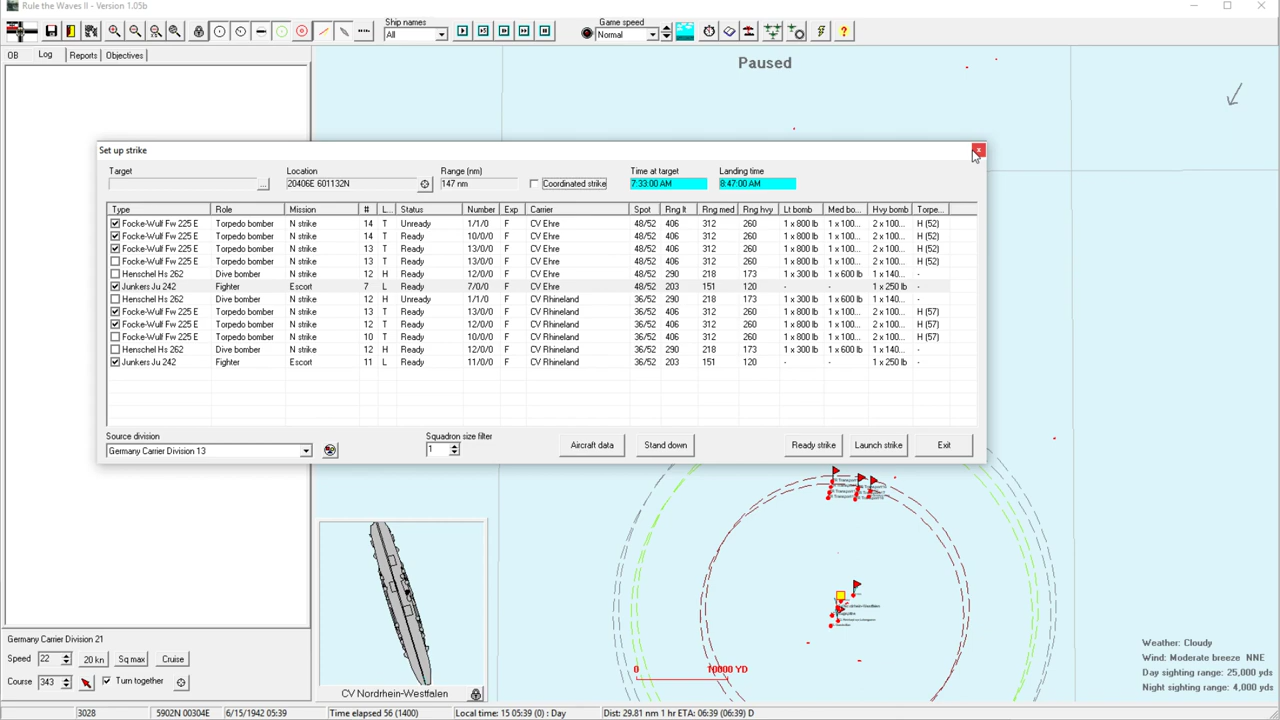 Rule the Waves II - Version 1.05b
Ship names
All
Game speed
Normal
OB Log Reports Objectives
Paused
Set up strike
Target Location Range (nm) Time at target Landing time
... 20406E 601132N 147 nm Coordinated strike 7:33:00 AM 8:47:00 AM
Type Role Mission # L... Status Number Exp Carrier Spot Rng lt Rng med Rng hvy Lt bomb Med bo... Hvy bomb Torpe...
Focke-Wulf Fw 225 E Torpedo bomber N strike 14 T Unready 1/1/0 F CV Ehre 48/52 406 312 260 1 x 800 lb 1 x 100... 2 x 100... H (52)
Focke-Wulf Fw 225 E Torpedo bomber N strike 14 T Ready 10/0/0 F CV Ehre 48/52 406 312 260 1 x 800 lb 1 x 100... 2 x 100... H (52)
Focke-Wulf Fw 225 E Torpedo bomber N strike 13 T Ready 13/0/0 F CV Ehre 48/52 406 312 260 1 x 800 lb 1 x 100... 2 x 100... H (52)
Focke-Wulf Fw 225 E Torpedo bomber N strike 13 T Ready 13/0/0 F CV Ehre 48/52 406 312 260 1 x 800 lb 1 x 100... 2 x 100... H (52)
Henschel Hs 262 Dive bomber N strike 12 H Ready 12/0/0 F CV Ehre 48/52 290 218 173 1 x 300 lb 1 x 600 lb 1 x 140... -
Junkers Ju 242 Fighter Escort 7 L Ready 7/0/0 F CV Ehre 48/52 203 151 120 - - 1 x 250 lb -
Henschel Hs 262 Dive bomber N strike 12 H Unready 1/1/0 F CV Rhineland 36/52 290 218 173 1 x 300 lb 1 x 600 lb 1 x 140... -
Focke-Wulf Fw 225 E Torpedo bomber N strike 13 T Ready 13/0/0 F CV Rhineland 36/52 406 312 260 1 x 800 lb 1 x 100... 2 x 100... H (57)
Focke-Wulf Fw 225 E Torpedo bomber N strike 12 T Ready 12/0/0 F CV Rhineland 36/52 406 312 260 1 x 800 lb 1 x 100... 2 x 100... H (57)
Focke-Wulf Fw 225 E Torpedo bomber N strike 10 T Ready 10/0/0 F CV Rhineland 36/52 406 312 260 1 x 800 lb 1 x 100... 2 x 100... H (57)
Henschel Hs 262 Dive bomber N strike 12 H Ready 12/0/0 F CV Rhineland 36/52 290 218 173 1 x 300 lb 1 x 600 lb 1 x 140... -
Junkers Ju 242 Fighter Escort 11 L Ready 11/0/0 F CV Rhineland 36/52 203 151 120 - - 1 x 250 lb -
Source division Squadron size filter
Germany Carrier Division 13 1 Aircraft data Stand down Ready strike Launch strike Exit
Germany Carrier Division 21
Speed 22 20 kn Sq max Cruise
Course 343 Turn together
CV Nordrhein-Westfalen
0 10000 YD
Weather: Cloudy
Wind: Moderate breeze NNE
Day sighting range: 25,000 yds
Night sighting range: 4,000 yds
3028 5902N 00304E 6/15/1942 05:39 Time elapsed 56 (1400) Local time: 15 05:39 (0) : Day Dist: 29.81 nm 1 hr ETA: 06:39 (06:39) D